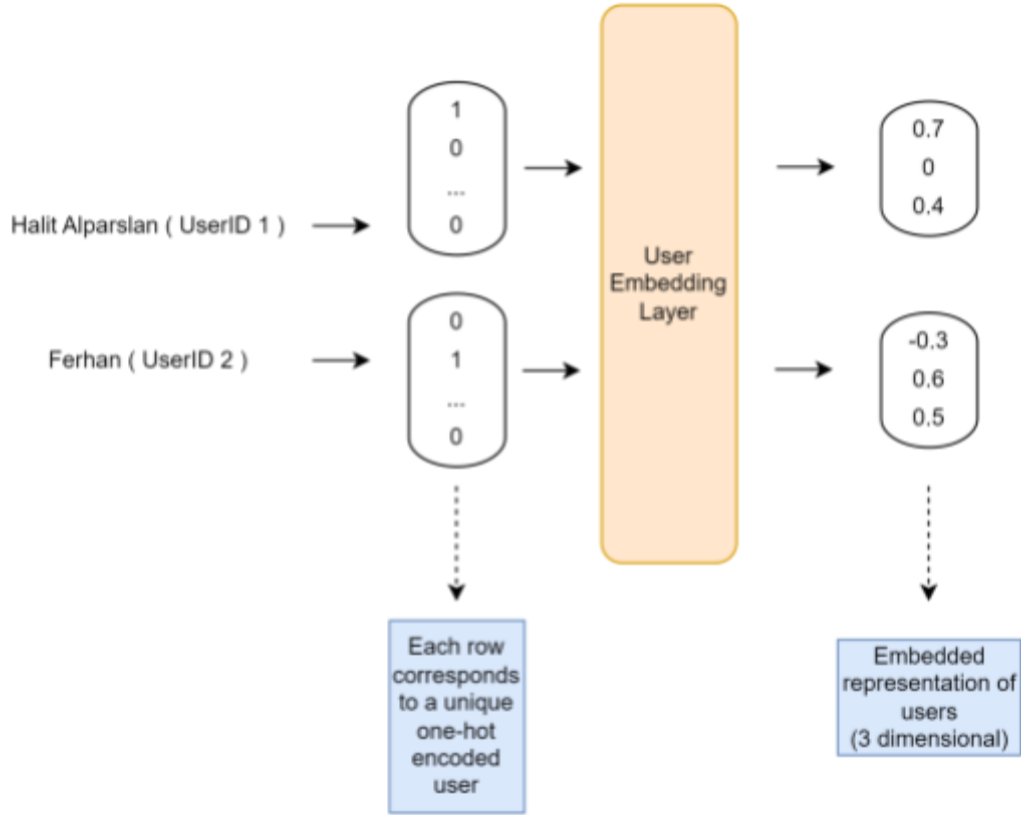 1
0
...
0
Halit Alparslan ( UserID 1 )
0
1
...
0
Ferhan ( UserID 2 )
User
Embedding
Layer
0.7
0
0.4
-0.3
0.6
0.5
Each row
corresponds
to a unique
one-hot
encoded
user
Embedded
representation of
users
(3 dimensional)